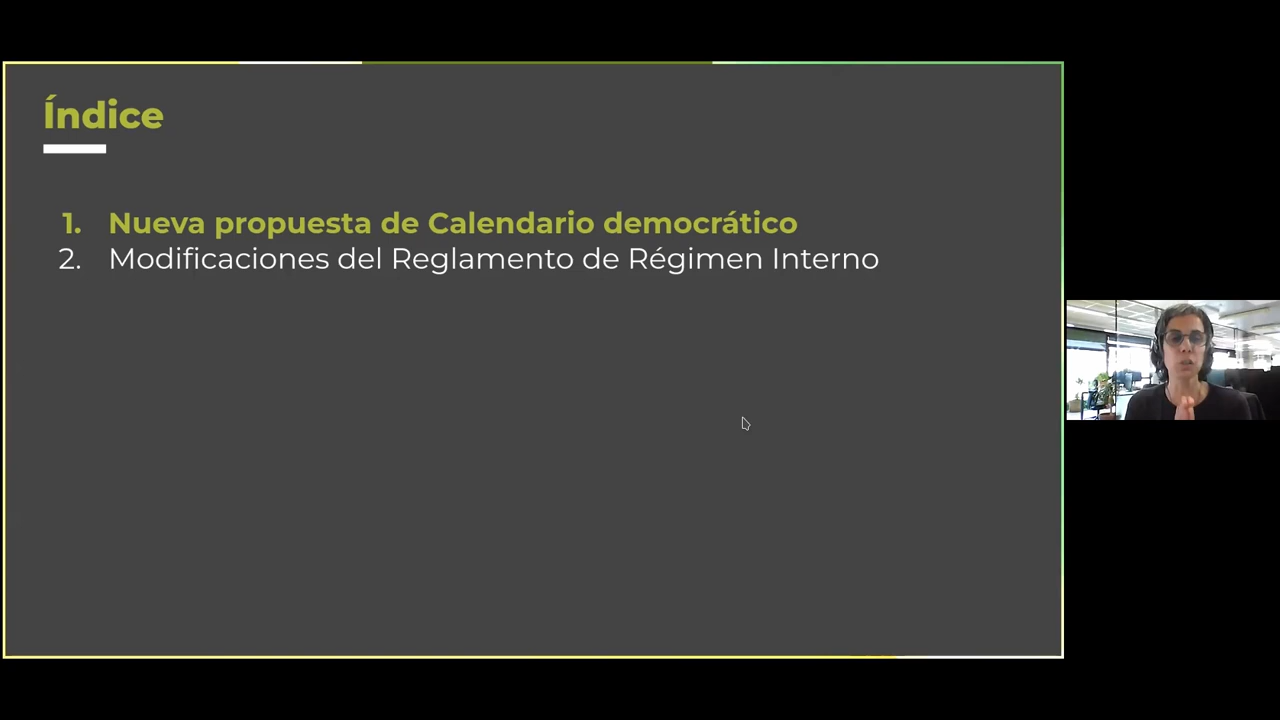 Índice
1. Nueva propuesta de Calendario democrático
2. Modificaciones del Reglamento de Régimen Interno